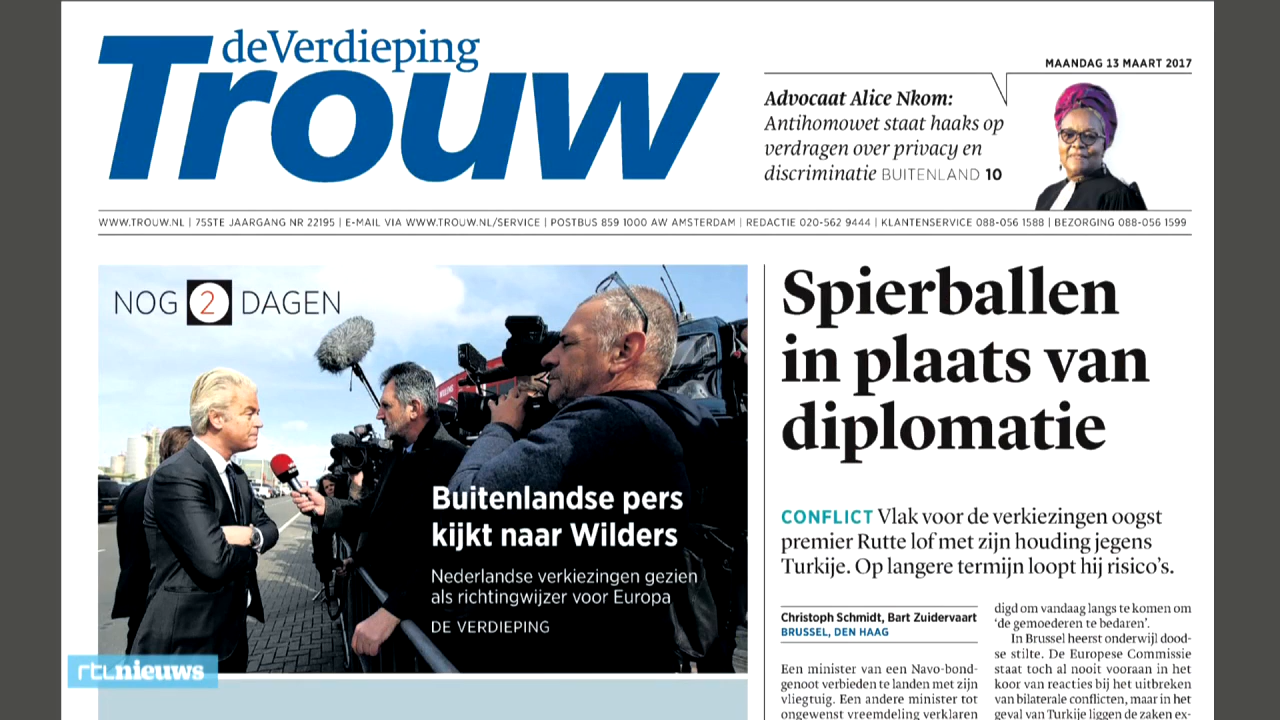 deVerdieping
Trouw
MAANDAG 13 MAART 2017
Advocaat Alice Nkom:
Antihomowet staat haaks op
verdragen over privacy en
discriminatie BUITENLAND 10
WWW.TROUW.NL | 75STE JAARGANG NR 22195 | E-MAIL VIA WWW.TROUW.NL/SERVICE | POSTBUS 859 1000 AW AMSTERDAM | REDACTIE 020-562 9444 | KLANTENSERVICE 088-056 1588 | BEZORGING 088-056 1599
NOG 2 DAGEN
Buitenlandse pers
kijkt naar Wilders
Nederlandse verkiezingen gezien
als richtingwijzer voor Europa
DE VERDIEPING
Spierballen
in plaats van
diplomatie
CONFLICT Vlak voor de verkiezingen oogst
premier Rutte lof met zijn houding jegens
Turkije. Op langere termijn loopt hij risico's.
Christoph Schmidt, Bart Zuidervaart
BRUSSEL, DEN HAAG
Een minister van een Navo-bond-
genoot verbieden te landen met zijn
vliegtuig. Een andere minister tot
ongewenst vreemdeling verklaren
digd om vandaag langs te komen om
'de gemoederen te bedaren'.
In Brussel heerst onderwijl dood-
se stilte. De Europese Commissie
staat toch al nooit vooraan in het
koor van reacties bij het uitbreken
van bilaterale conflicten, maar in het
geval van Turkije liggen de zaken ex-
rtl nieuws